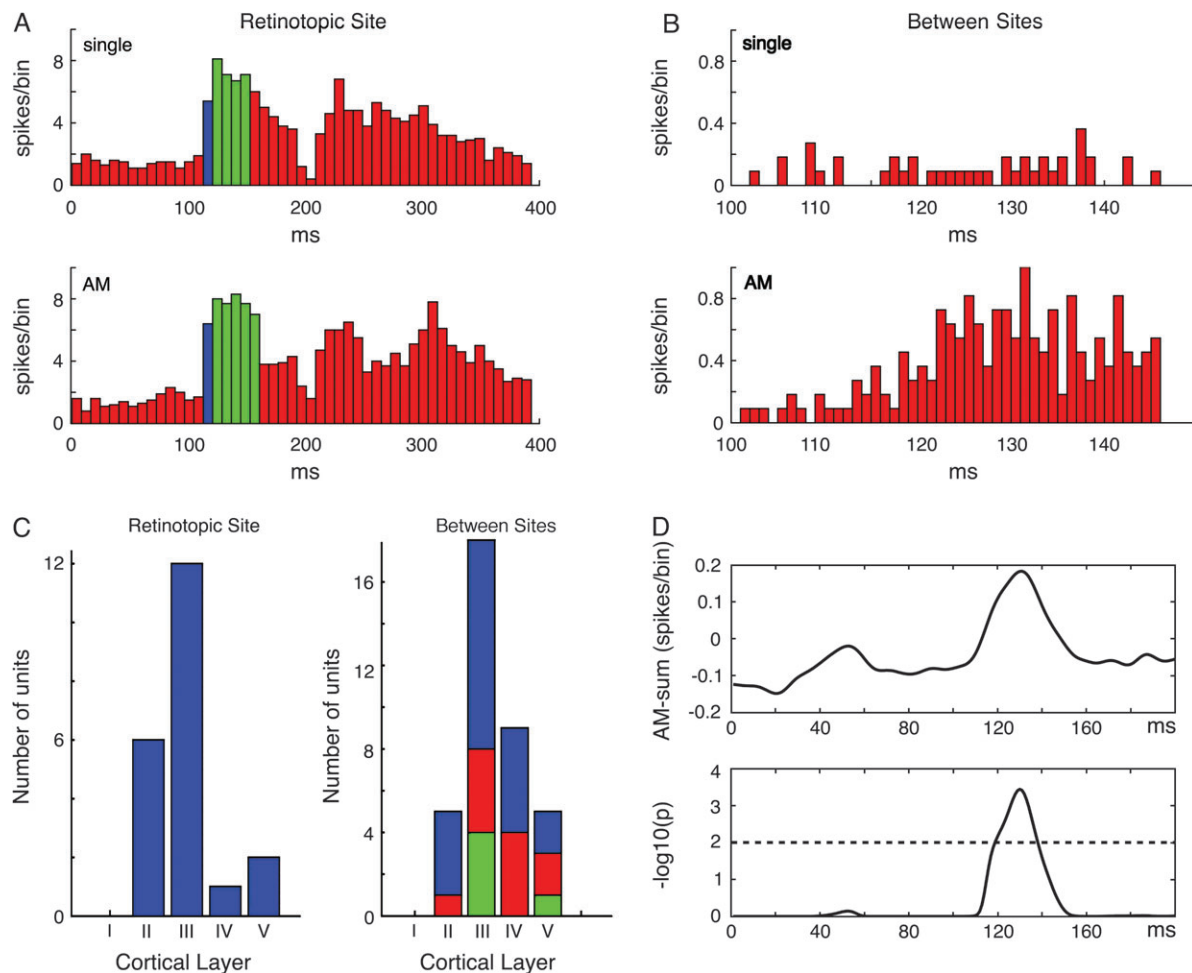 A
Retinotopic Site
single
spikes/bin
8
4
0
0
100
200
300
400
ms
AM
spikes/bin
8
4
0
0
100
200
300
400
ms
B
Between Sites
single
spikes/bin
0.8
0.4
0
100
110
120
130
140
ms
AM
spikes/bin
0.8
0.4
0
100
110
120
130
140
ms
C
Retinotopic Site
Number of units
12
6
0
I
II
III
IV
V
Cortical Layer
Between Sites
Number of units
16
12
8
4
0
I
II
III
IV
V
Cortical Layer
D
AM-sum (spikes/bin)
0.2
0.1
0
-0.1
-0.2
0
40
80
120
160
ms
-log10(p)
4
3
2
1
0
0
40
80
120
160
ms